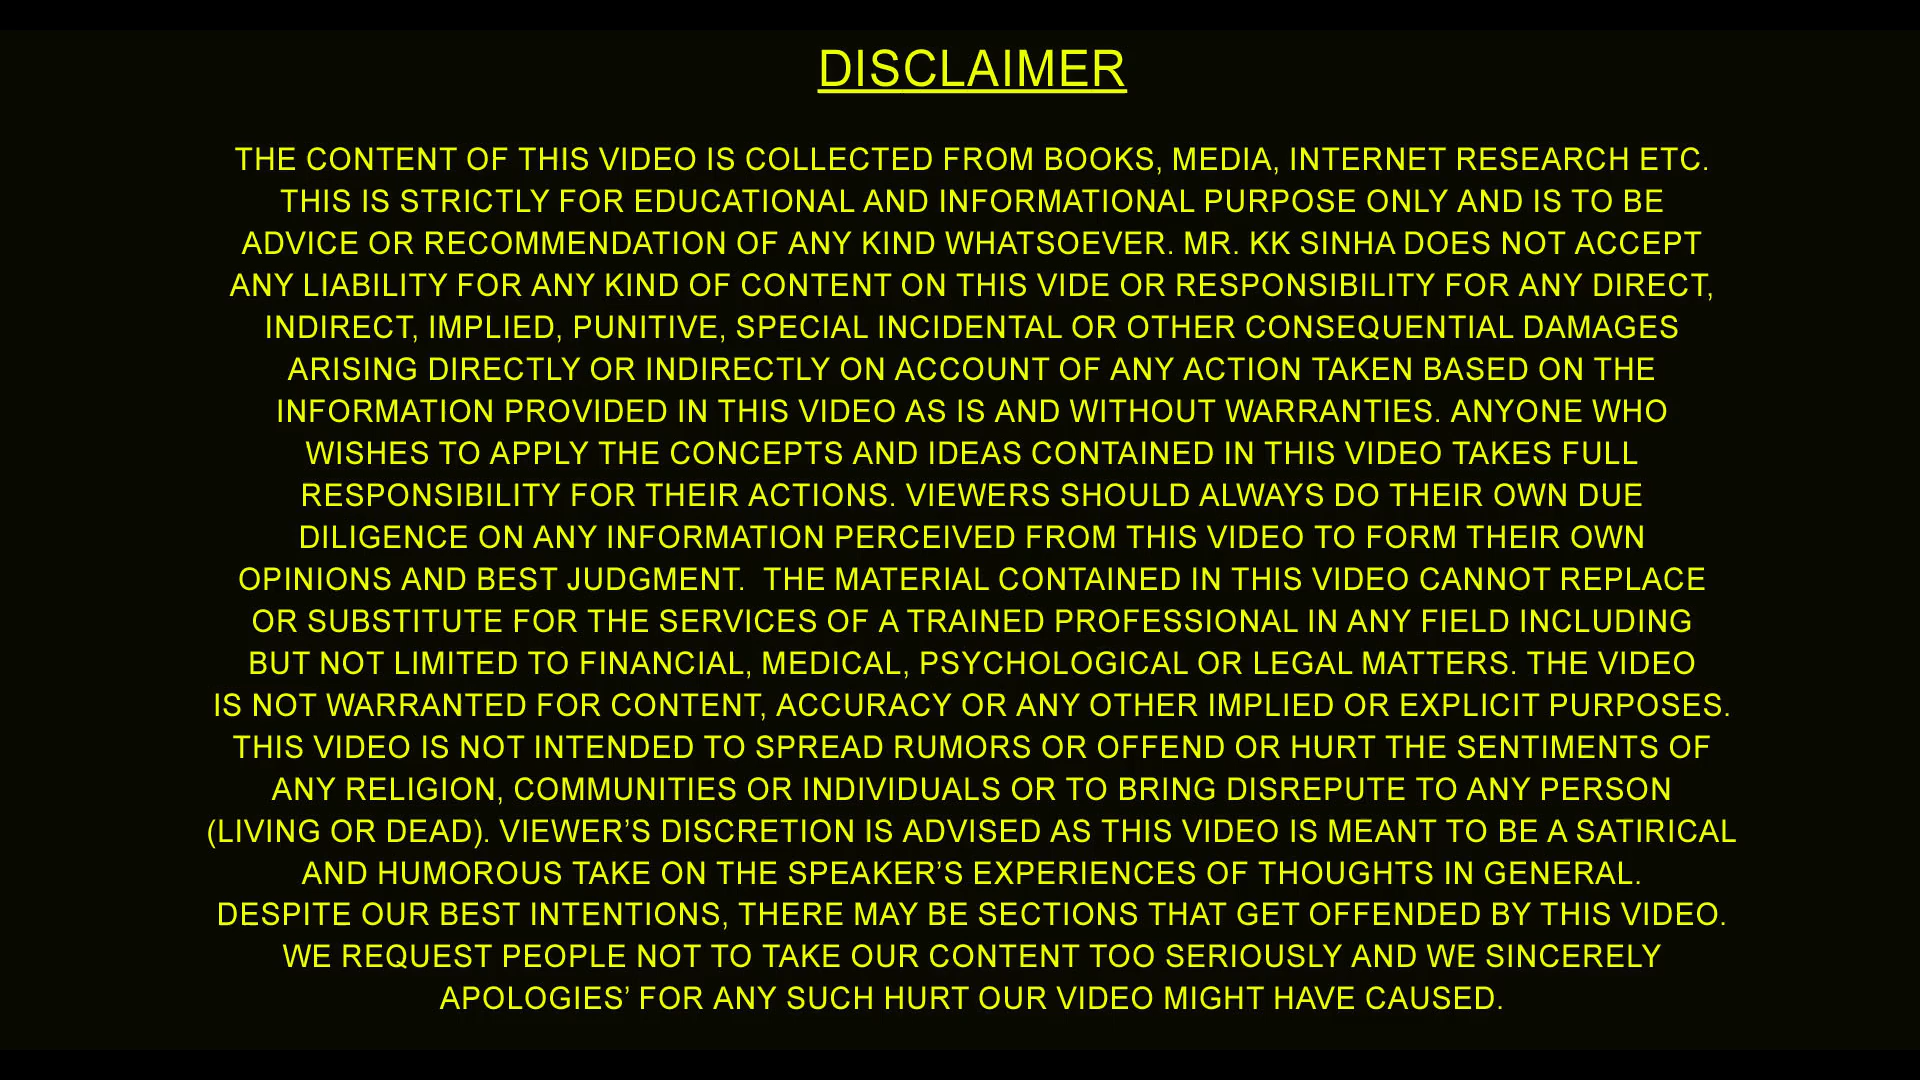 DISCLAIMER
THE CONTENT OF THIS VIDEO IS COLLECTED FROM BOOKS, MEDIA, INTERNET RESEARCH ETC.
THIS IS STRICTLY FOR EDUCATIONAL AND INFORMATIONAL PURPOSE ONLY AND IS TO BE
ADVICE OR RECOMMENDATION OF ANY KIND WHATSOEVER. MR. KK SINHA DOES NOT ACCEPT
ANY LIABILITY FOR ANY KIND OF CONTENT ON THIS VIDE OR RESPONSIBILITY FOR ANY DIRECT,
INDIRECT, IMPLIED, PUNITIVE, SPECIAL INCIDENTAL OR OTHER CONSEQUENTIAL DAMAGES
ARISING DIRECTLY OR INDIRECTLY ON ACCOUNT OF ANY ACTION TAKEN BASED ON THE
INFORMATION PROVIDED IN THIS VIDEO AS IS AND WITHOUT WARRANTIES. ANYONE WHO
WISHES TO APPLY THE CONCEPTS AND IDEAS CONTAINED IN THIS VIDEO TAKES FULL
RESPONSIBILITY FOR THEIR ACTIONS. VIEWERS SHOULD ALWAYS DO THEIR OWN DUE
DILIGENCE ON ANY INFORMATION PERCEIVED FROM THIS VIDEO TO FORM THEIR OWN
OPINIONS AND BEST JUDGMENT.  THE MATERIAL CONTAINED IN THIS VIDEO CANNOT REPLACE
OR SUBSTITUTE FOR THE SERVICES OF A TRAINED PROFESSIONAL IN ANY FIELD INCLUDING
BUT NOT LIMITED TO FINANCIAL, MEDICAL, PSYCHOLOGICAL OR LEGAL MATTERS. THE VIDEO
IS NOT WARRANTED FOR CONTENT, ACCURACY OR ANY OTHER IMPLIED OR EXPLICIT PURPOSES.
THIS VIDEO IS NOT INTENDED TO SPREAD RUMORS OR OFFEND OR HURT THE SENTIMENTS OF
ANY RELIGION, COMMUNITIES OR INDIVIDUALS OR TO BRING DISREPUTE TO ANY PERSON
(LIVING OR DEAD). VIEWER’S DISCRETION IS ADVISED AS THIS VIDEO IS MEANT TO BE A SATIRICAL
AND HUMOROUS TAKE ON THE SPEAKER’S EXPERIENCES OF THOUGHTS IN GENERAL.
DESPITE OUR BEST INTENTIONS, THERE MAY BE SECTIONS THAT GET OFFENDED BY THIS VIDEO.
WE REQUEST PEOPLE NOT TO TAKE OUR CONTENT TOO SERIOUSLY AND WE SINCERELY
APOLOGIES’ FOR ANY SUCH HURT OUR VIDEO MIGHT HAVE CAUSED.